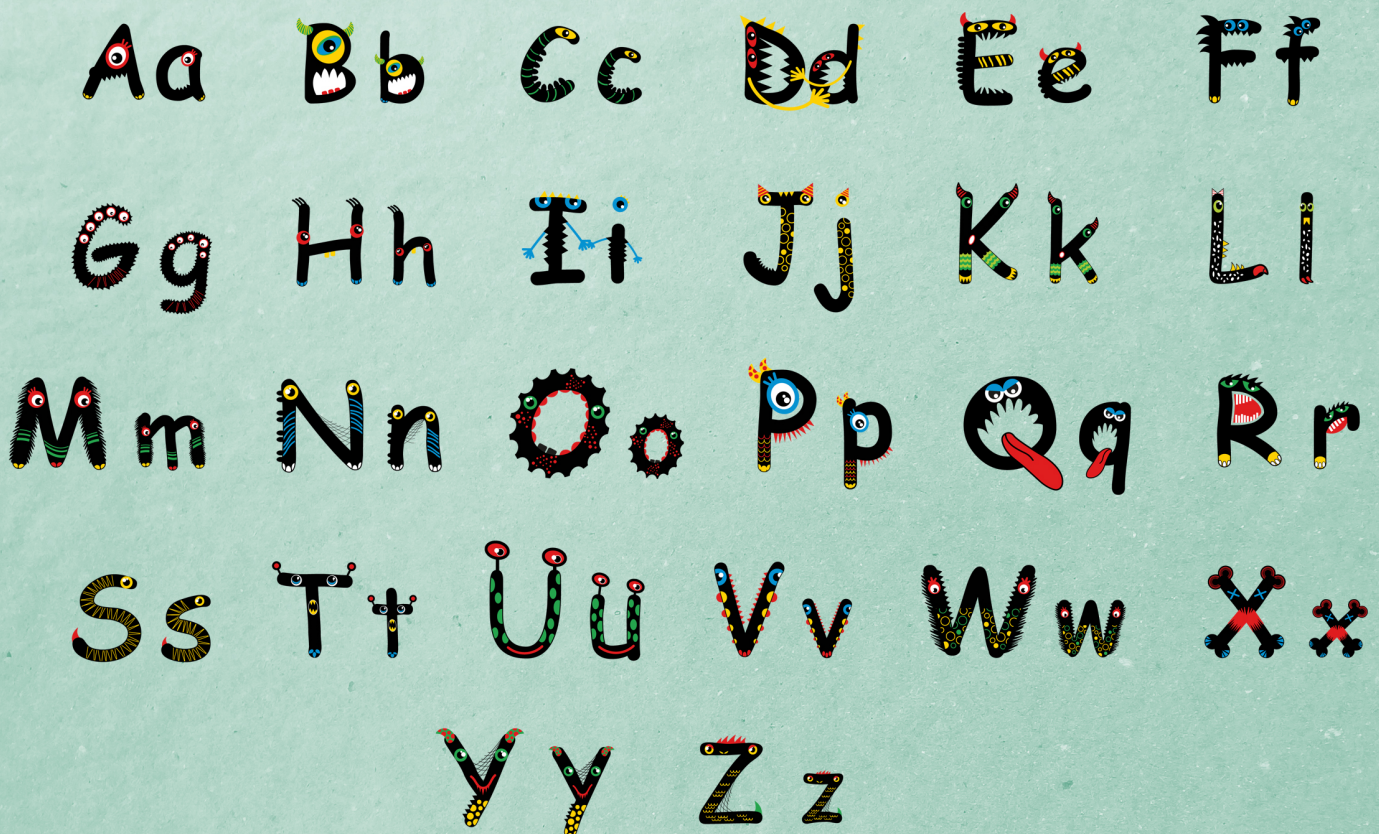 Aa Bb Cc Dd Ee Ff
Gg Hh Ii Jj Kk Ll
Mm Nn Oo Pp Qq Rr
Ss Tt Uu Vv Ww Xx
Yy Zz